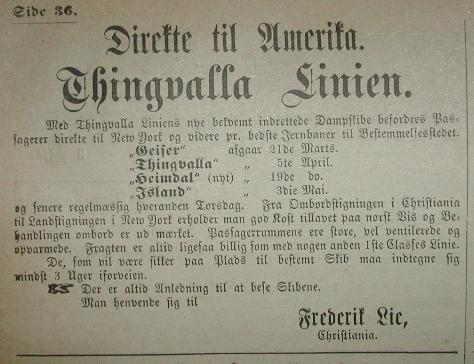 Side 36.
Direkte til Amerika.
Thingvalla Linien.
Med Thingvalla Liniens nye bekvemt indrettede Dampskibe befordres Pas-
sagerer direkte til New York og videre pr. bedste Jernbaner til Bestemmelsesstedet.
„Geiser“ afgaar 21de Marts.
„Thingvalla“ „ 5te April.
„Heimdal“ (nyt) „ 19de do.
„Island“ „ 3die Mai.
og senere regelmæssig hveranden Torsdag. Fra Ombordstigningen i Christiania
til Landstigningen i New York erholder man god Kost tillavet paa norsk Vis og Be-
handlingen ombord er ud mærket. Passagerrummene ere store, vel ventilerede og
opvarmede. Fragten er altid ligesaa billig som med nogen anden 1ste Classes Linie.
De, som vil være sikker paa Plads til bestemt Skib maa indtegne sig
mindst 3 Uger iforveien.
Der er altid Anledning til at bese Skibene.
Man henvende sig til
Frederik Lie,
Christiania.